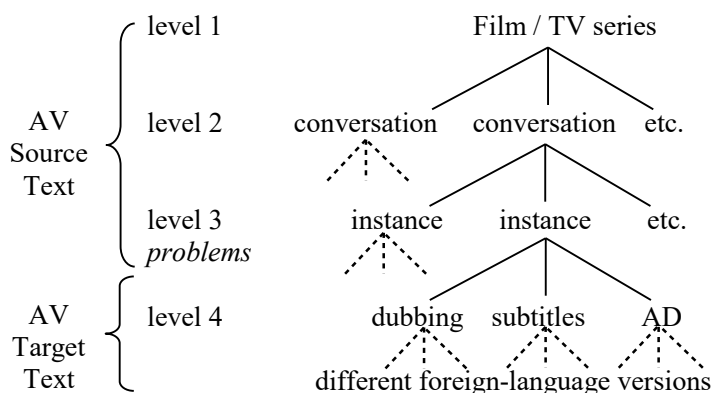 level 1 Film / TV series
AV
Source
Text
level 2 conversation conversation etc.
level 3 instance instance etc.
problems
AV
Target
Text
level 4 dubbing subtitles AD
different foreign-language versions